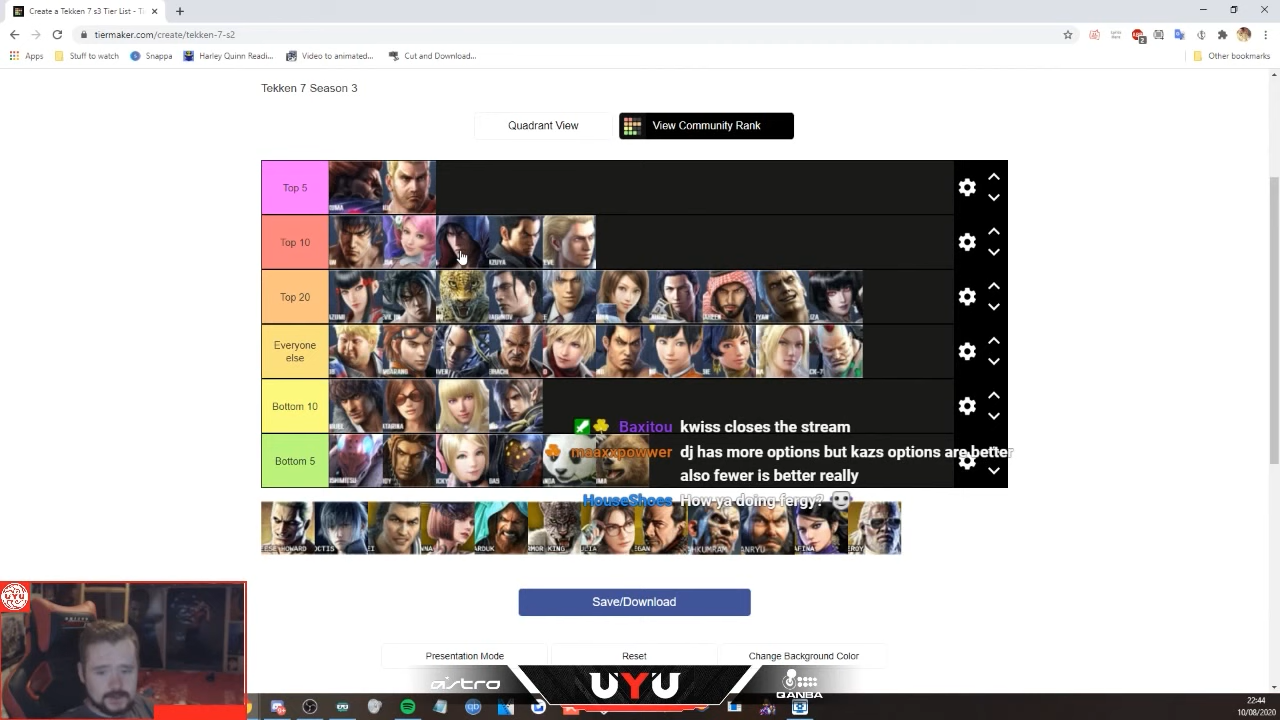 Create a Tekken 7 S3 Tier List - Ti
tiermaker.com/create/tekken-7-s2
Apps Stuff to watch Snappa Harley Quinn Readi... Video to animated... Cut and Download... Other bookmarks
Tekken 7 Season 3
Quadrant View View Community Rank
Top 5
Top 10
Top 20
Everyone
else
Bottom 10
Bottom 5
Baxitou kwiss closes the stream
maaxxpowwer dj has more options but kazs options are better
also fewer is better really
HouseShoes How ya doing fergy?
Save/Download
Presentation Mode Reset Change Background Color
astro UYU QANBA
UYU
22:44
10/08/2020